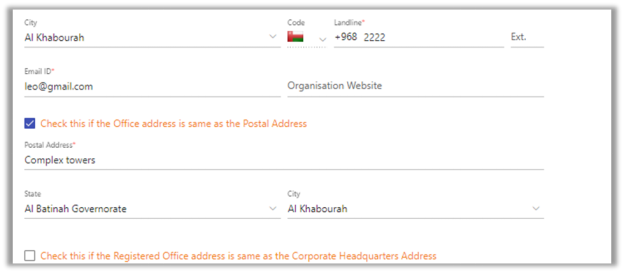 City Code Landline*
Al Khabourah +968 2222 Ext.
Email ID*
leo@gmail.com Organisation Website
Check this if the Office address is same as the Postal Address
Postal Address*
Complex towers
State City
Al Batinah Governorate Al Khabourah
Check this if the Registered Office address is same as the Corporate Headquarters Address